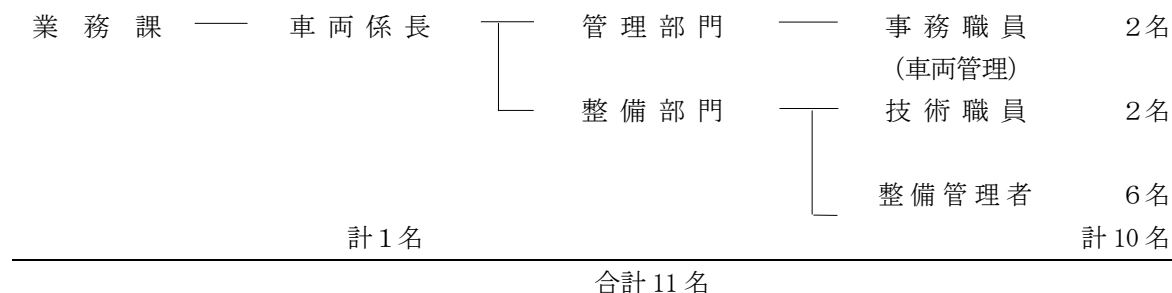 業務課 車両係長 管理部門 事務職員 2名
(車両管理)
整備部門 技術職員 2名
整備管理者 6名
計1名 計10名
合計11名